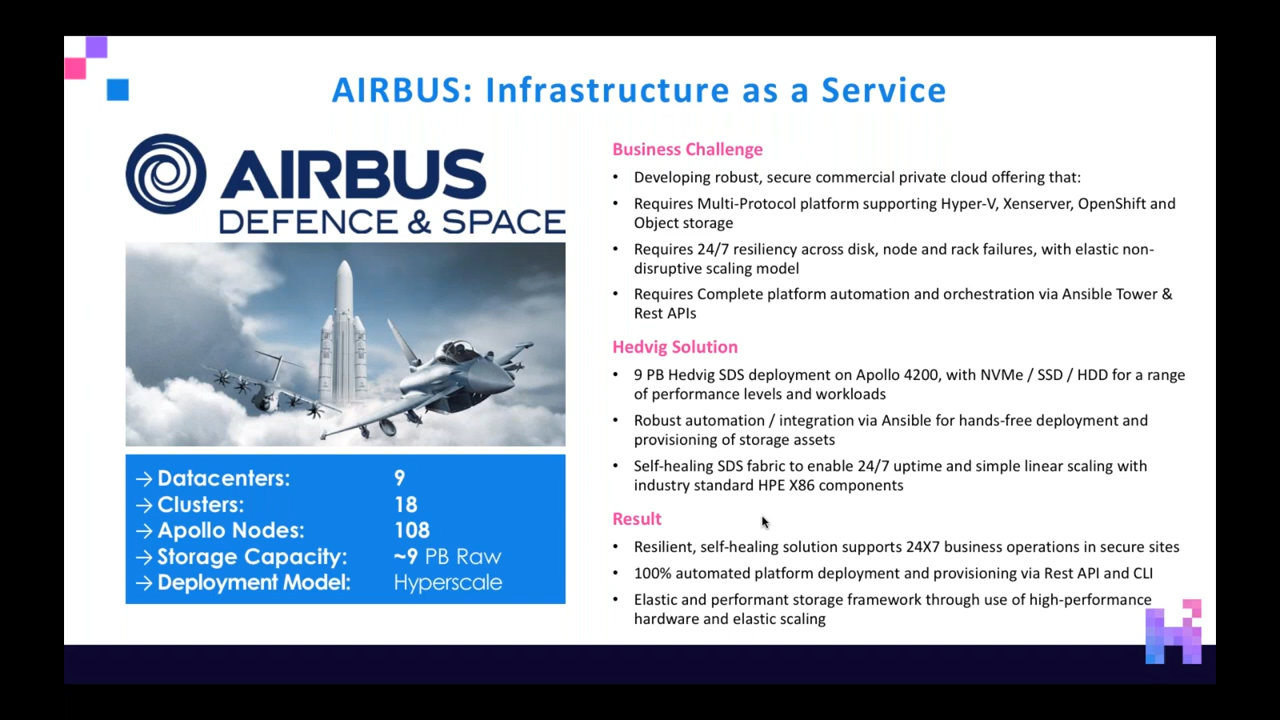 AIRBUS: Infrastructure as a Service
AIRBUS
DEFENCE & SPACE
→ Datacenters: 9
→ Clusters: 18
→ Apollo Nodes: 108
→ Storage Capacity: ~9 PB Raw
→ Deployment Model: Hyperscale
Business Challenge
• Developing robust, secure commercial private cloud offering that:
• Requires Multi-Protocol platform supporting Hyper-V, Xenserver, OpenShift and
Object storage
• Requires 24/7 resiliency across disk, node and rack failures, with elastic non-
disruptive scaling model
• Requires Complete platform automation and orchestration via Ansible Tower &
Rest APIs
Hedvig Solution
• 9 PB Hedvig SDS deployment on Apollo 4200, with NVMe / SSD / HDD for a range
of performance levels and workloads
• Robust automation / integration via Ansible for hands-free deployment and
provisioning of storage assets
• Self-healing SDS fabric to enable 24/7 uptime and simple linear scaling with
industry standard HPE X86 components
Result
• Resilient, self-healing solution supports 24X7 business operations in secure sites
• 100% automated platform deployment and provisioning via Rest API and CLI
• Elastic and performant storage framework through use of high-performance
hardware and elastic scaling